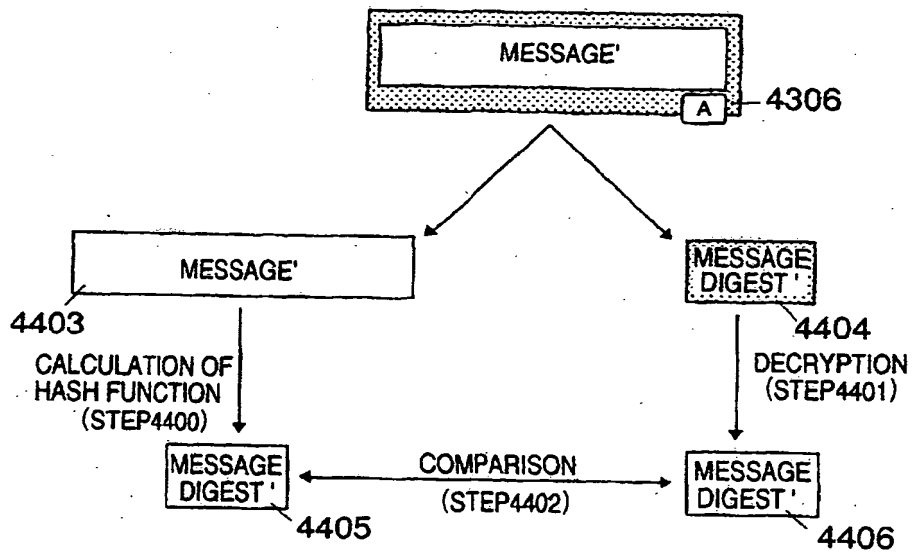 MESSAGE'
A
4306
MESSAGE'
MESSAGE
DIGEST '
4403
4404
CALCULATION OF
HASH FUNCTION
(STEP4400)
DECRYPTION
(STEP4401)
MESSAGE
DIGEST '
COMPARISON
(STEP4402)
MESSAGE
DIGEST '
4405
4406